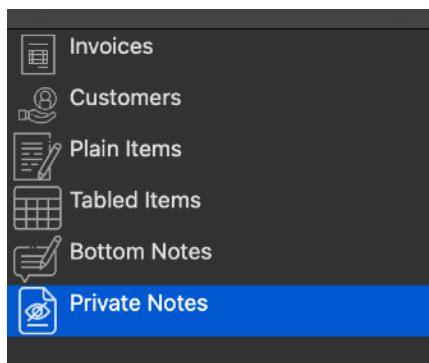 Invoices
Customers
Plain Items
Tabled Items
Bottom Notes
Private Notes